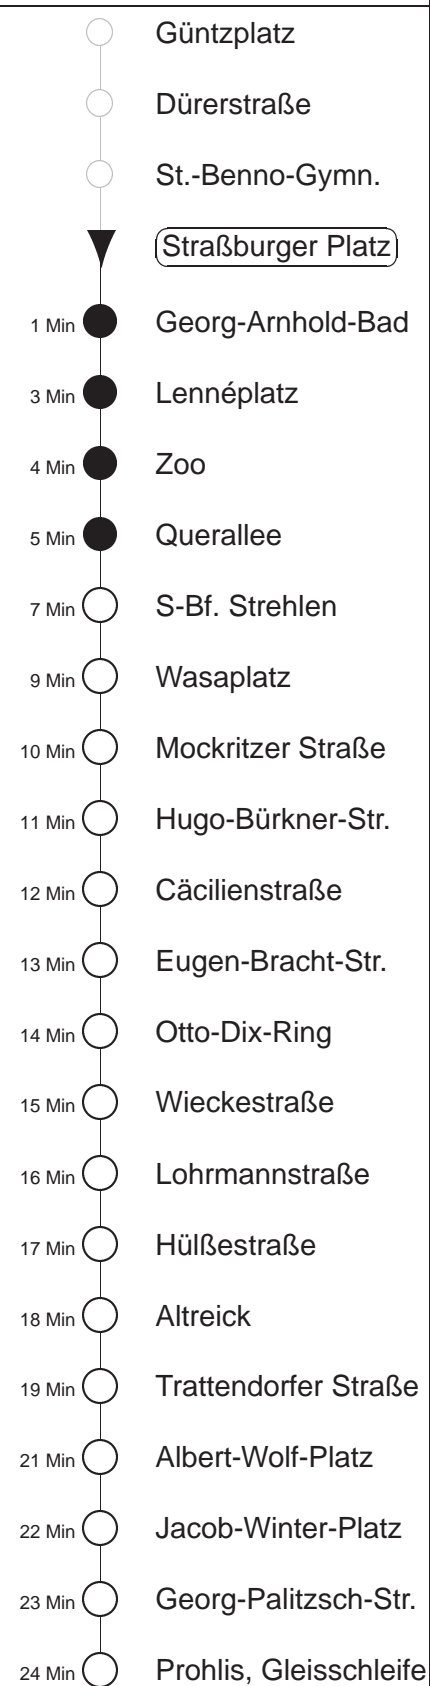 Güntzplatz
Dürerstraße
St.-Benno-Gymn.
Straßburger Platz
1 Min Georg-Arnhold-Bad
3 Min Lennéplatz
4 Min Zoo
5 Min Querallee
7 Min S-Bf. Strehlen
9 Min Wasaplatz
10 Min Mockritzer Straße
11 Min Hugo-Bürkner-Str.
12 Min Cäcilienstraße
13 Min Eugen-Bracht-Str.
14 Min Otto-Dix-Ring
15 Min Wieckestraße
16 Min Lohrmannstraße
17 Min Hülßestraße
18 Min Altreick
19 Min Trattendorfer Straße
21 Min Albert-Wolf-Platz
22 Min Jacob-Winter-Platz
23 Min Georg-Palitzsch-Str.
24 Min Prohlis, Gleisschleife